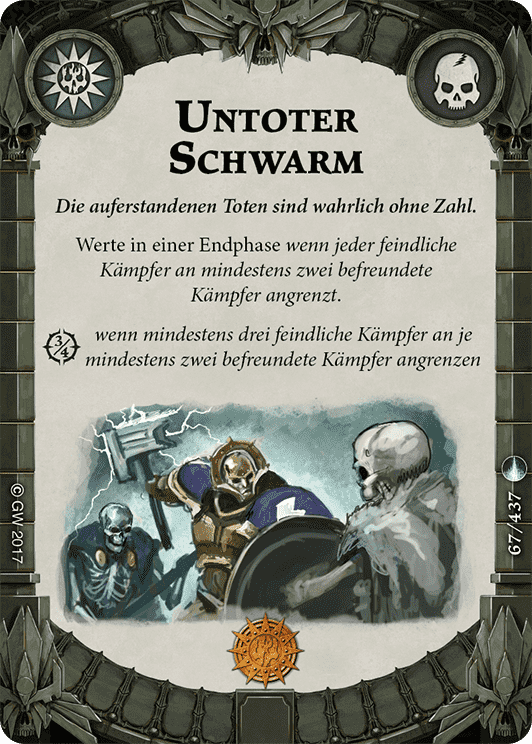 UNTOTER
SCHWARM
Die auferstandenen Toten sind wahrlich ohne Zahl.
Werte in einer Endphase wenn jeder feindliche
Kämpfer an mindestens zwei befreundete
Kämpfer angrenzt.
3/4 wenn mindestens drei feindliche Kämpfer an je
mindestens zwei befreundete Kämpfer angrenzen
© GW 2017
67/437